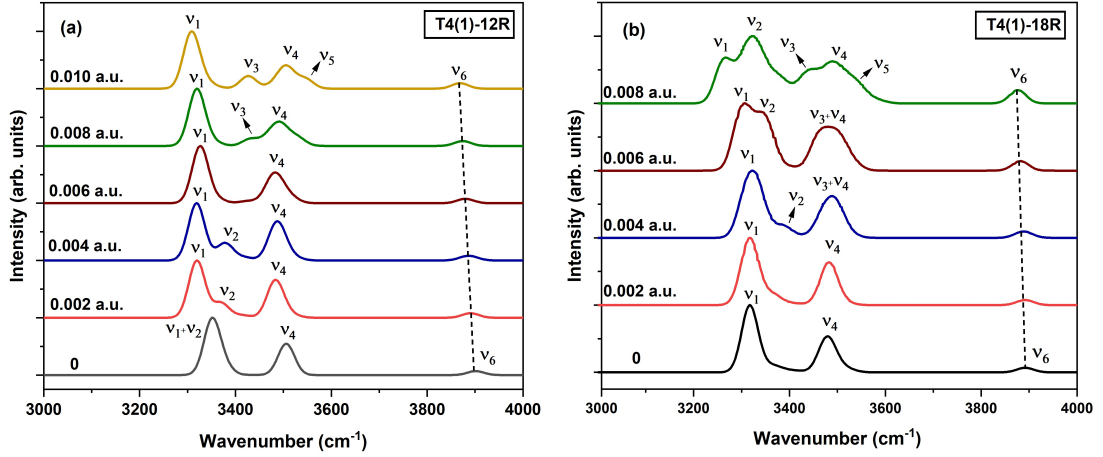 (a)
T4(1)-12R
ν1
ν3
ν4
ν5
ν6
0.010 a.u.
ν1
ν3
ν4
0.008 a.u.
ν1
ν4
0.006 a.u.
ν1
ν2
ν4
0.004 a.u.
ν1
ν2
ν4
0.002 a.u.
ν1+ν2
ν4
ν6
0
3000 3200 3400 3600 3800 4000
Wavenumber (cm-1)
Intensity (arb. units)
(b)
T4(1)-18R
ν1
ν2
ν3
ν4
ν5
ν6
0.008 a.u.
ν1
ν2
ν3+ν4
0.006 a.u.
ν1
ν2
ν3+ν4
0.004 a.u.
ν1
ν4
0.002 a.u.
ν1
ν4
ν6
0
3000 3200 3400 3600 3800 4000
Wavenumber (cm-1)
Intensity (arb. units)